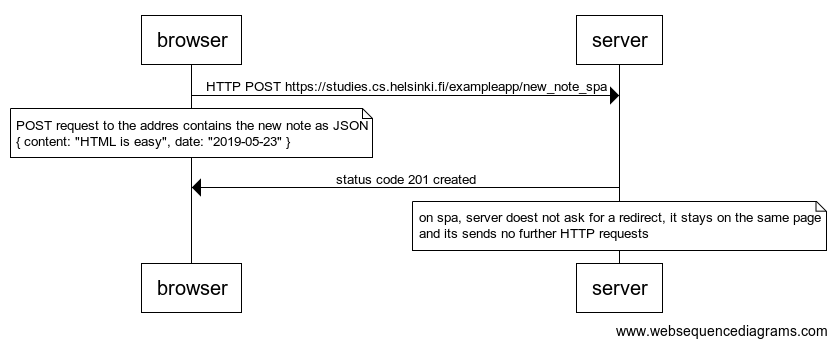 browser
server
HTTP POST https://studies.cs.helsinki.fi/exampleapp/new_note_spa
POST request to the addres contains the new note as JSON
{ content: "HTML is easy", date: "2019-05-23" }
status code 201 created
on spa, server doest not ask for a redirect, it stays on the same page
and its sends no further HTTP requests
browser
server
www.websequencediagrams.com